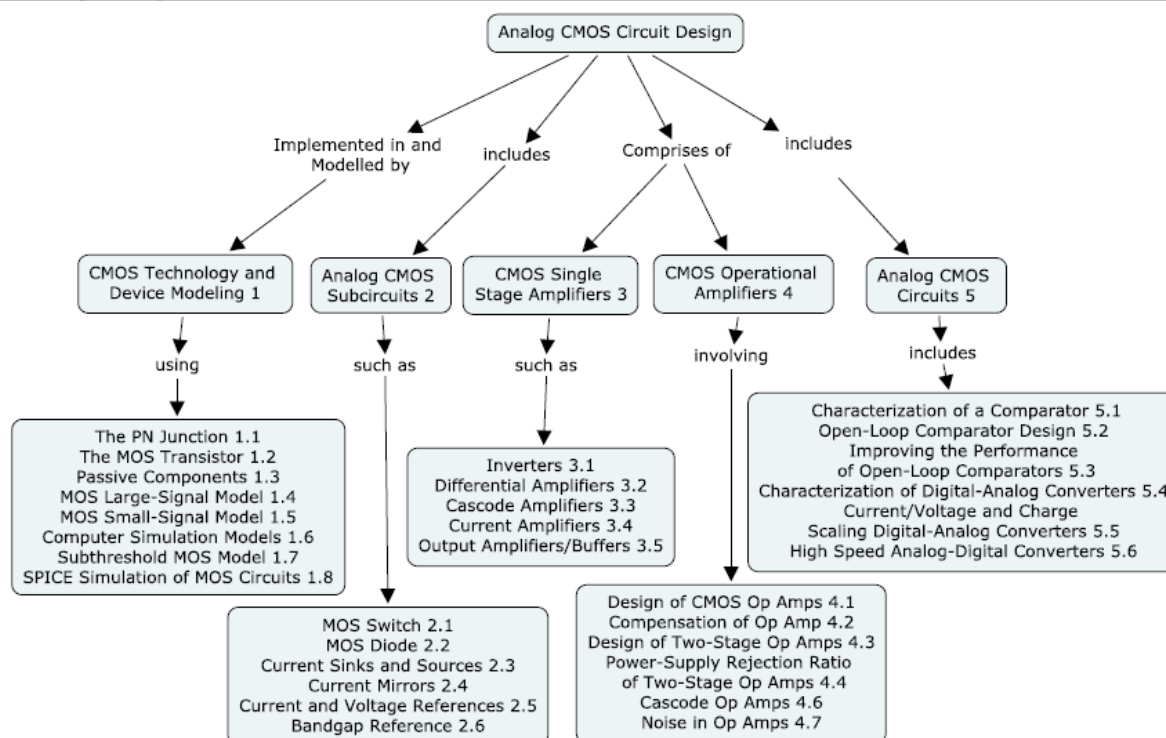 Analog CMOS Circuit Design
Implemented in and
Modelled by
includes
Comprises of
includes
CMOS Technology and
Device Modeling 1
Analog CMOS
Subcircuits 2
CMOS Single
Stage Amplifiers 3
CMOS Operational
Amplifiers 4
Analog CMOS
Circuits 5
using
such as
such as
involving
includes
The PN Junction 1.1
The MOS Transistor 1.2
Passive Components 1.3
MOS Large-Signal Model 1.4
MOS Small-Signal Model 1.5
Computer Simulation Models 1.6
Subthreshold MOS Model 1.7
SPICE Simulation of MOS Circuits 1.8
MOS Switch 2.1
MOS Diode 2.2
Current Sinks and Sources 2.3
Current Mirrors 2.4
Current and Voltage References 2.5
Bandgap Reference 2.6
Inverters 3.1
Differential Amplifiers 3.2
Cascode Amplifiers 3.3
Current Amplifiers 3.4
Output Amplifiers/Buffers 3.5
Design of CMOS Op Amps 4.1
Compensation of Op Amp 4.2
Design of Two-Stage Op Amps 4.3
Power-Supply Rejection Ratio
of Two-Stage Op Amps 4.4
Cascode Op Amps 4.6
Noise in Op Amps 4.7
Characterization of a Comparator 5.1
Open-Loop Comparator Design 5.2
Improving the Performance
of Open-Loop Comparators 5.3
Characterization of Digital-Analog Converters 5.4
Current/Voltage and Charge
Scaling Digital-Analog Converters 5.5
High Speed Analog-Digital Converters 5.6